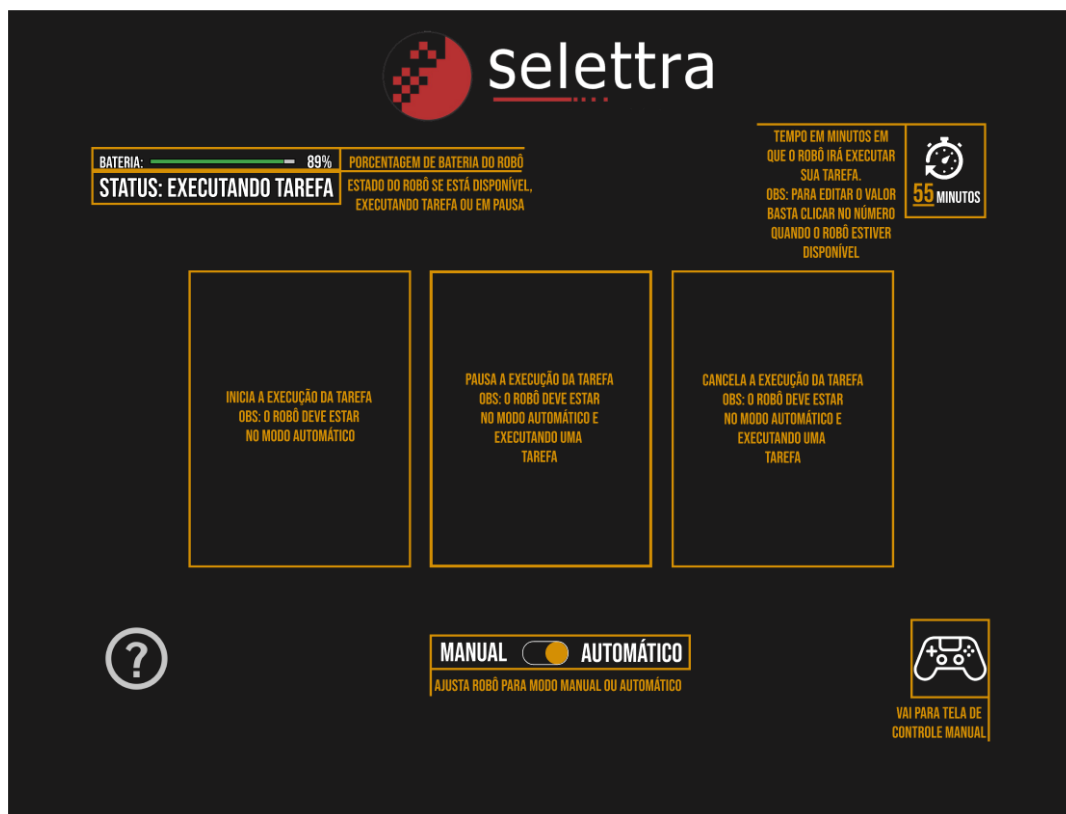 selettra
BATERIA: 89%
STATUS: EXECUTANDO TAREFA
PORCENTAGEM DE BATERIA DO ROBÔ
ESTADO DO ROBÔ SE ESTÁ DISPONÍVEL,
EXECUTANDO TAREFA OU EM PAUSA
TEMPO EM MINUTOS EM
QUE O ROBÔ IRÁ EXECUTAR
SUA TAREFA.
OBS: PARA EDITAR O VALOR
BASTA CLICAR NO NÚMERO
QUANDO O ROBÔ ESTIVER
DISPONÍVEL
55 MINUTOS
INICIA A EXECUÇÃO DA TAREFA
OBS: O ROBÔ DEVE ESTAR
NO MODO AUTOMÁTICO
PAUSA A EXECUÇÃO DA TAREFA
OBS: O ROBÔ DEVE ESTAR
NO MODO AUTOMÁTICO E
EXECUTANDO UMA
TAREFA
CANCELA A EXECUÇÃO DA TAREFA
OBS: O ROBÔ DEVE ESTAR
NO MODO AUTOMÁTICO E
EXECUTANDO UMA
TAREFA
?
MANUAL AUTOMÁTICO
AJUSTA ROBÔ PARA MODO MANUAL OU AUTOMÁTICO
VAI PARA TELA DE
CONTROLE MANUAL